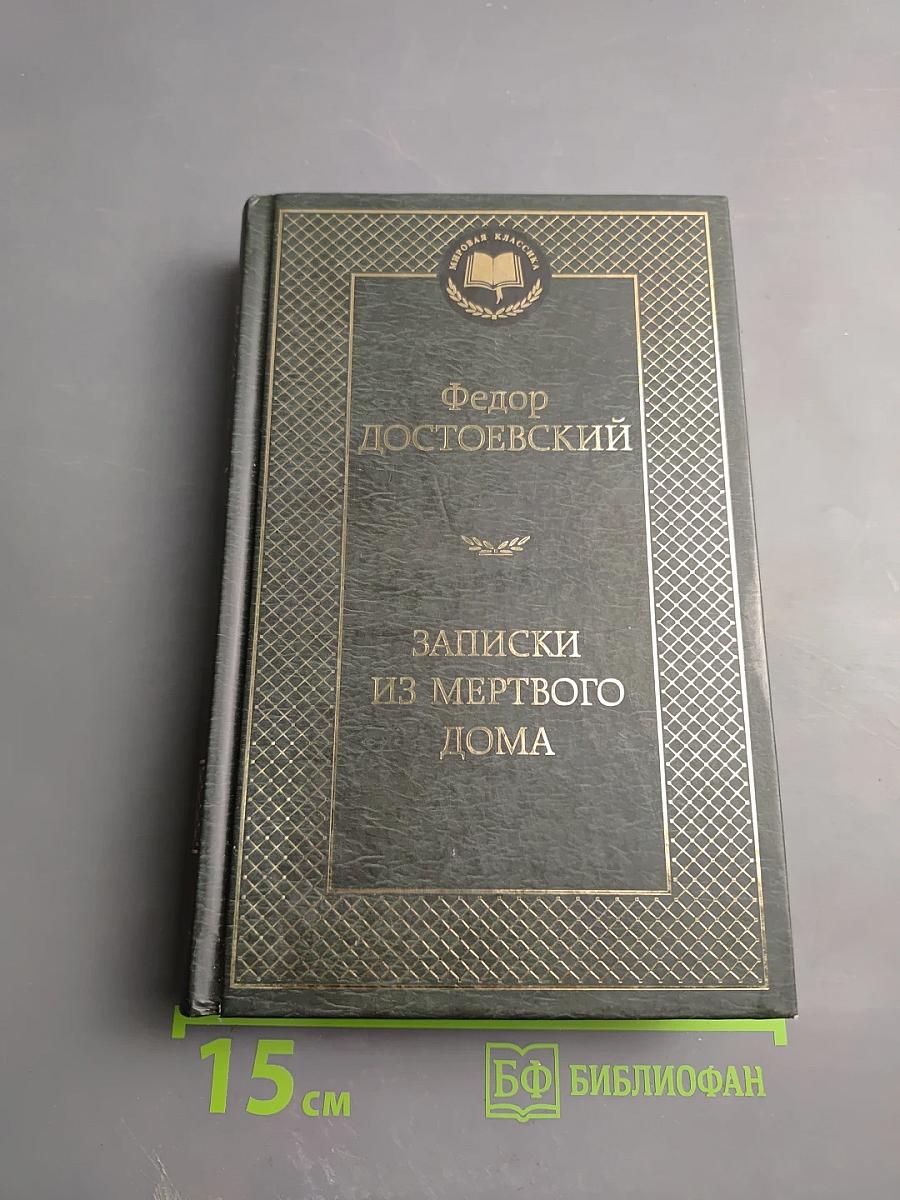 МИРОВАЯ КЛАССИКА
Федор
ДОСТОЕВСКИЙ
ЗАПИСКИ
ИЗ МЕРТВОГО
ДОМА
15 см
БФ БИБЛИОФАН